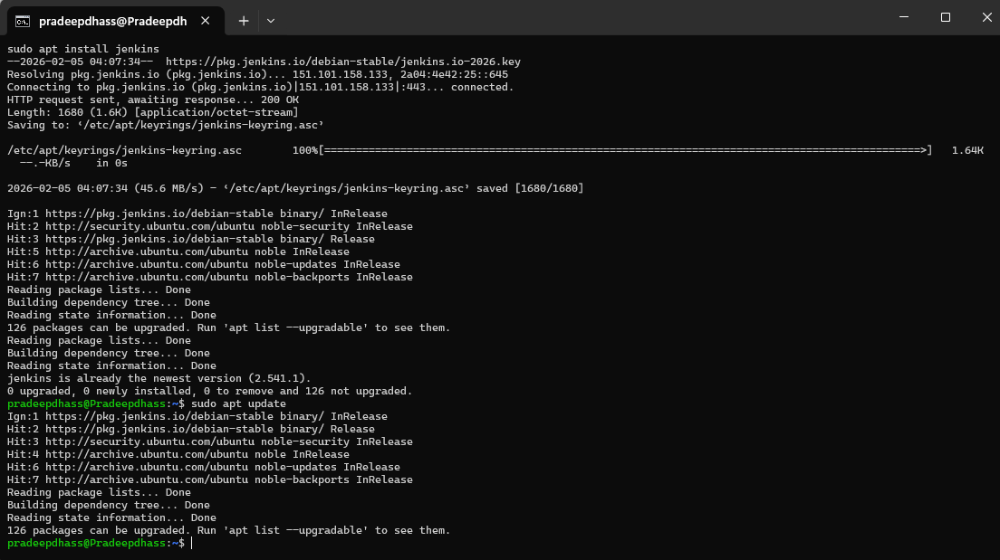 pradeepdhass@Pradeepdh
sudo apt install jenkins
--2026-02-05 04:07:34--  https://pkg.jenkins.io/debian-stable/jenkins.io-2026.key
Resolving pkg.jenkins.io (pkg.jenkins.io)... 151.101.158.133, 2a04:4e42:25::645
Connecting to pkg.jenkins.io (pkg.jenkins.io)|151.101.158.133|:443... connected.
HTTP request sent, awaiting response... 200 OK
Length: 1680 (1.6K) [application/octet-stream]
Saving to: ‘/etc/apt/keyrings/jenkins-keyring.asc’
/etc/apt/keyrings/jenkins-keyring.asc        100%[==============================================================================================>]   1.64K
  --.-KB/s    in 0s
2026-02-05 04:07:34 (45.6 MB/s) - ‘/etc/apt/keyrings/jenkins-keyring.asc’ saved [1680/1680]
Ign:1 https://pkg.jenkins.io/debian-stable binary/ InRelease
Hit:2 http://security.ubuntu.com/ubuntu noble-security InRelease
Hit:3 https://pkg.jenkins.io/debian-stable binary/ Release
Hit:5 http://archive.ubuntu.com/ubuntu noble InRelease
Hit:6 http://archive.ubuntu.com/ubuntu noble-updates InRelease
Hit:7 http://archive.ubuntu.com/ubuntu noble-backports InRelease
Reading package lists... Done
Building dependency tree... Done
Reading state information... Done
126 packages can be upgraded. Run 'apt list --upgradable' to see them.
Reading package lists... Done
Building dependency tree... Done
Reading state information... Done
jenkins is already the newest version (2.541.1).
0 upgraded, 0 newly installed, 0 to remove and 126 not upgraded.
pradeepdhass@Pradeepdhass:~$ sudo apt update
Ign:1 https://pkg.jenkins.io/debian-stable binary/ InRelease
Hit:2 https://pkg.jenkins.io/debian-stable binary/ Release
Hit:3 http://security.ubuntu.com/ubuntu noble-security InRelease
Hit:4 http://archive.ubuntu.com/ubuntu noble InRelease
Hit:6 http://archive.ubuntu.com/ubuntu noble-updates InRelease
Hit:7 http://archive.ubuntu.com/ubuntu noble-backports InRelease
Reading package lists... Done
Building dependency tree... Done
Reading state information... Done
126 packages can be upgraded. Run 'apt list --upgradable' to see them.
pradeepdhass@Pradeepdhass:~$